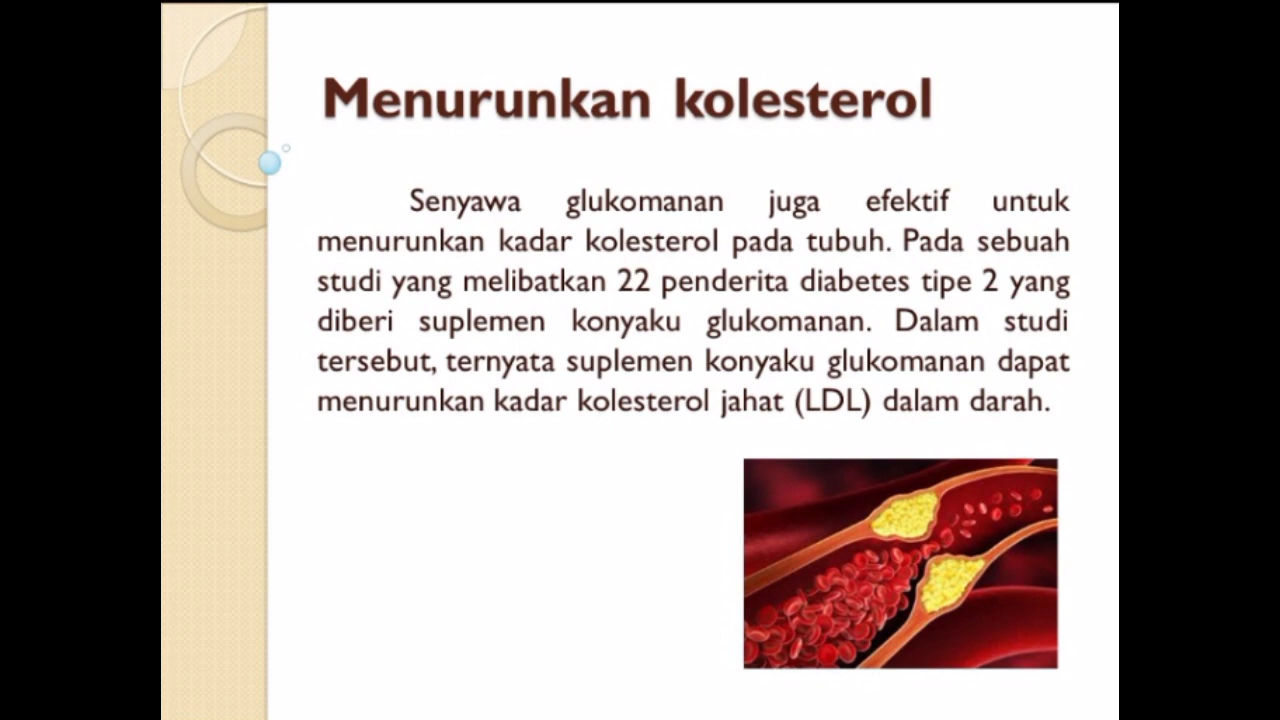 Menurunkan kolesterol
Senyawa glukomanan juga efektif untuk
menurunkan kadar kolesterol pada tubuh. Pada sebuah
studi yang melibatkan 22 penderita diabetes tipe 2 yang
diberi suplemen konyaku glukomanan. Dalam studi
tersebut, ternyata suplemen konyaku glukomanan dapat
menurunkan kadar kolesterol jahat (LDL) dalam darah.